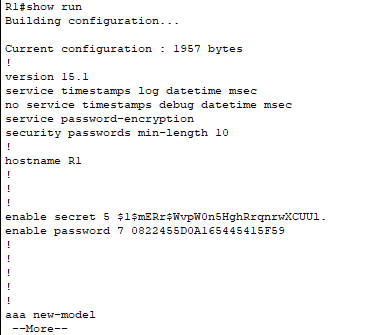 R1#show run
Building configuration...
Current configuration : 1957 bytes
!
version 15.1
service timestamps log datetime msec
no service timestamps debug datetime msec
service password-encryption
security passwords min-length 10
!
hostname R1
!
!
!
enable secret 5 $1$mERr$WvpW0n5HghRrqnrwXCUU1.
enable password 7 0822455D0A165445415F59
!
!
!
!
!
!
aaa new-model
--More--